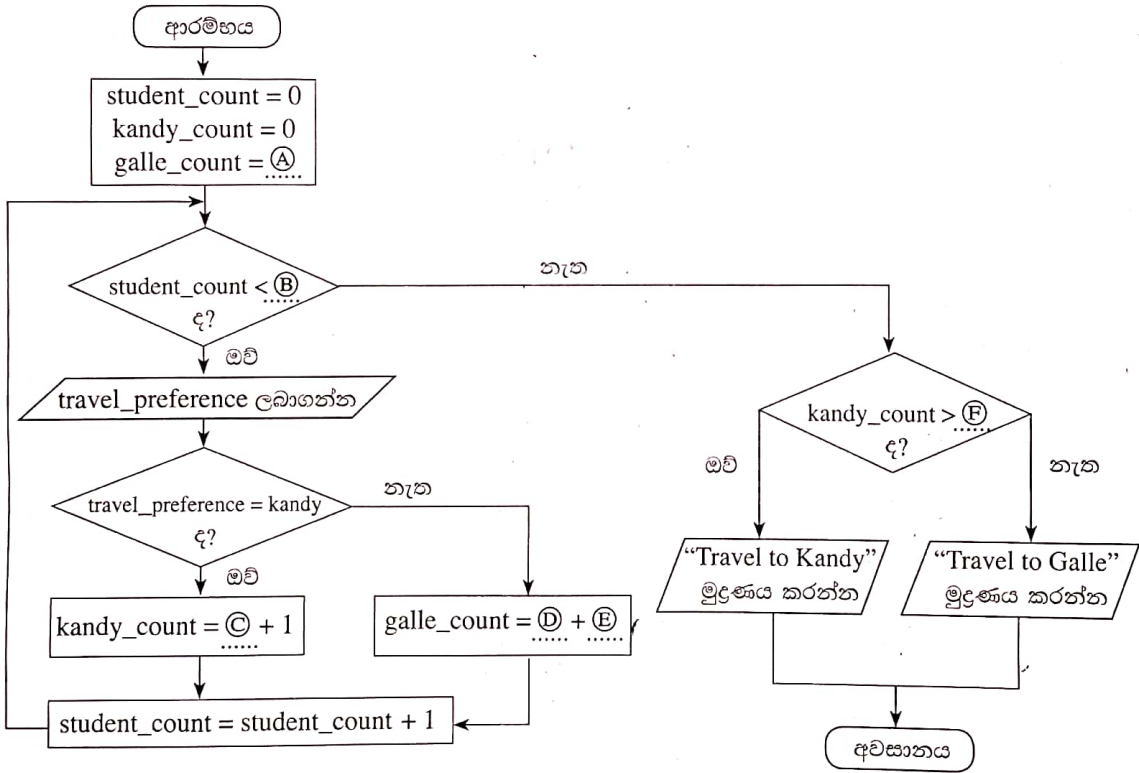 ආරම්භය
student_count = 0
kandy_count = 0
galle_count = Ⓐ
student_count < Ⓑ
ද?
නැත
ඔව්
travel_preference ලබාගන්න
travel_preference = kandy
ද?
නැත
ඔව්
kandy_count = Ⓒ + 1
galle_count = Ⓓ + Ⓔ
student_count = student_count + 1
kandy_count > Ⓕ
ද?
ඔව්
නැත
“Travel to Kandy”
මුද්‍රණය කරන්න
“Travel to Galle”
මුද්‍රණය කරන්න
අවසානය